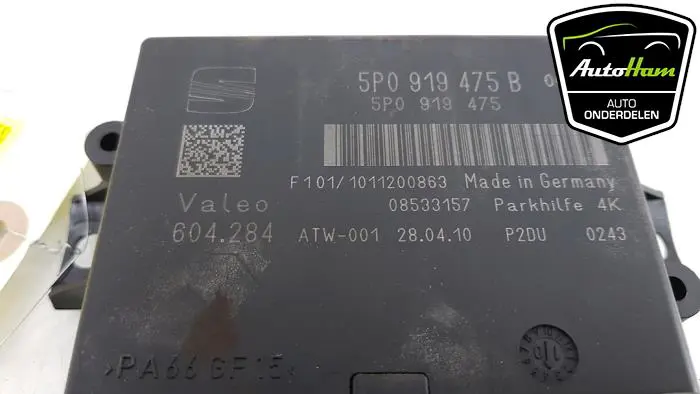 5P0 919 475 B
5P0 919 475
F101/1011200863 Made in Germany
Valeo 08533157 Parkhilfe 4K
604.284 ATW-001 28.04.10 P2DU 0243
>PA66 GF15<
AutoHam
AUTO
ONDERDELEN